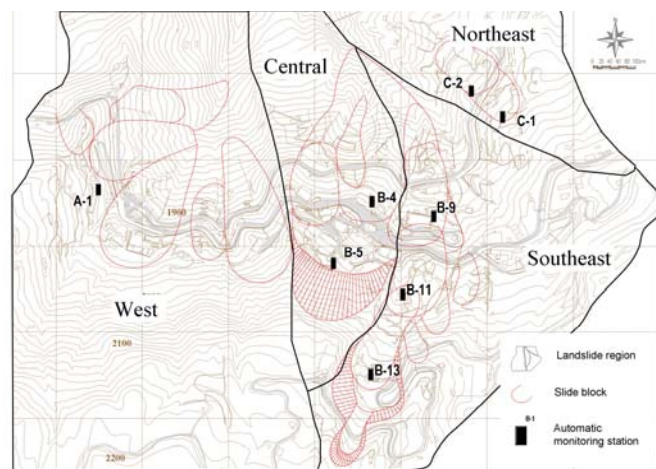 Northeast
Central
C-2
C-1
A-1
B-4
1960
B-9
B-5
Southeast
B-11
West
2100
B-13
2200
Landslide region
Slide block
B-1
Automatic
monitoring station